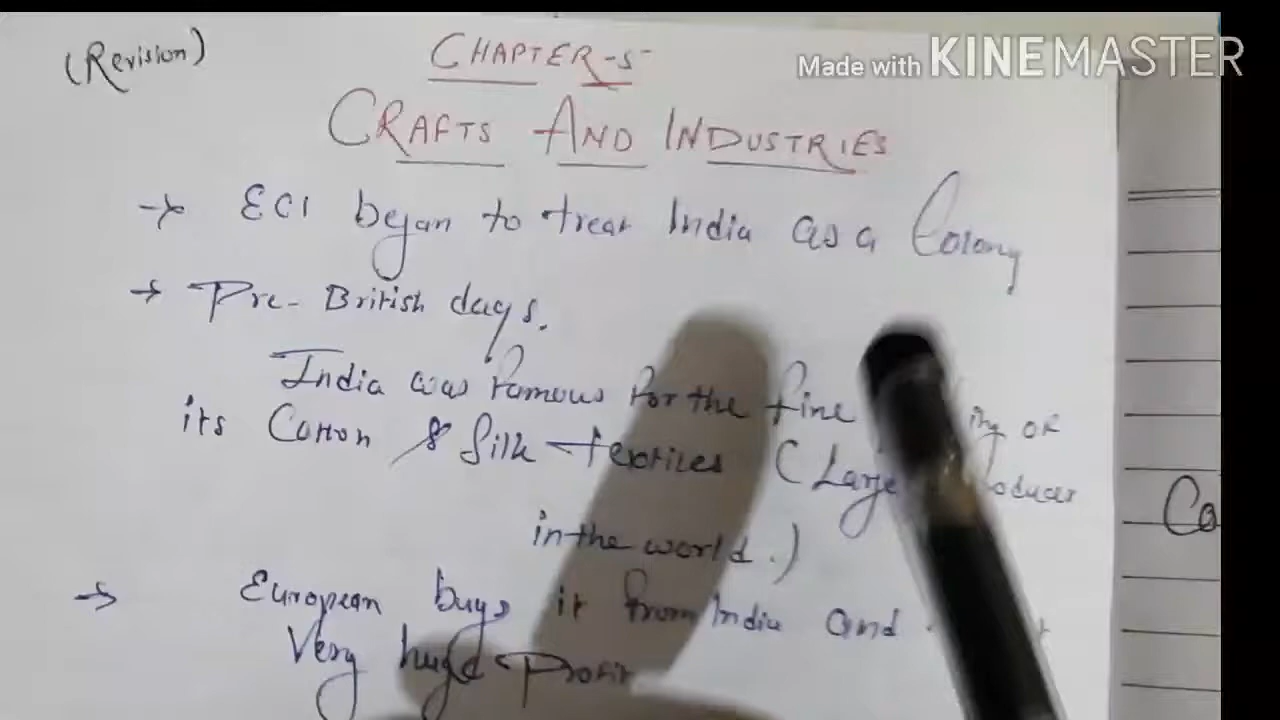 (Revision)
CHAPTER-5
Made with KINEMASTER
CRAFTS AND INDUSTRIES
→ ECI began to treat India as a Colony
→ Pre-British days.
India was famous for the fine of
its Cotton & Silk textiles (Large
in the world.)
Co
→ European buys it from India and
Very huge Profit